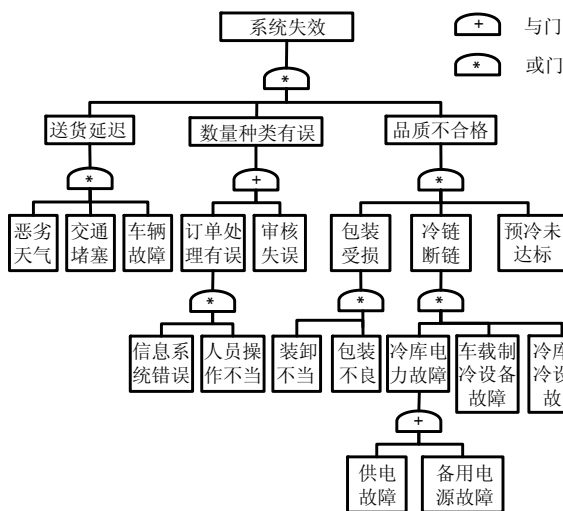 系统失效
+
与门
*
或门
*
送货延迟
数量种类有误
品质不合格
*
+
*
恶劣
天气
交通
堵塞
车辆
故障
订单处
理有误
审核
失误
包装
受损
冷链
断链
预冷未
达标
*
*
*
信息系
统错误
人员操
作不当
装卸
不当
包装
不良
冷库电
力故障
车载制
冷设备
故障
冷库
冷设
故
+
供电
故障
备用电
源故障